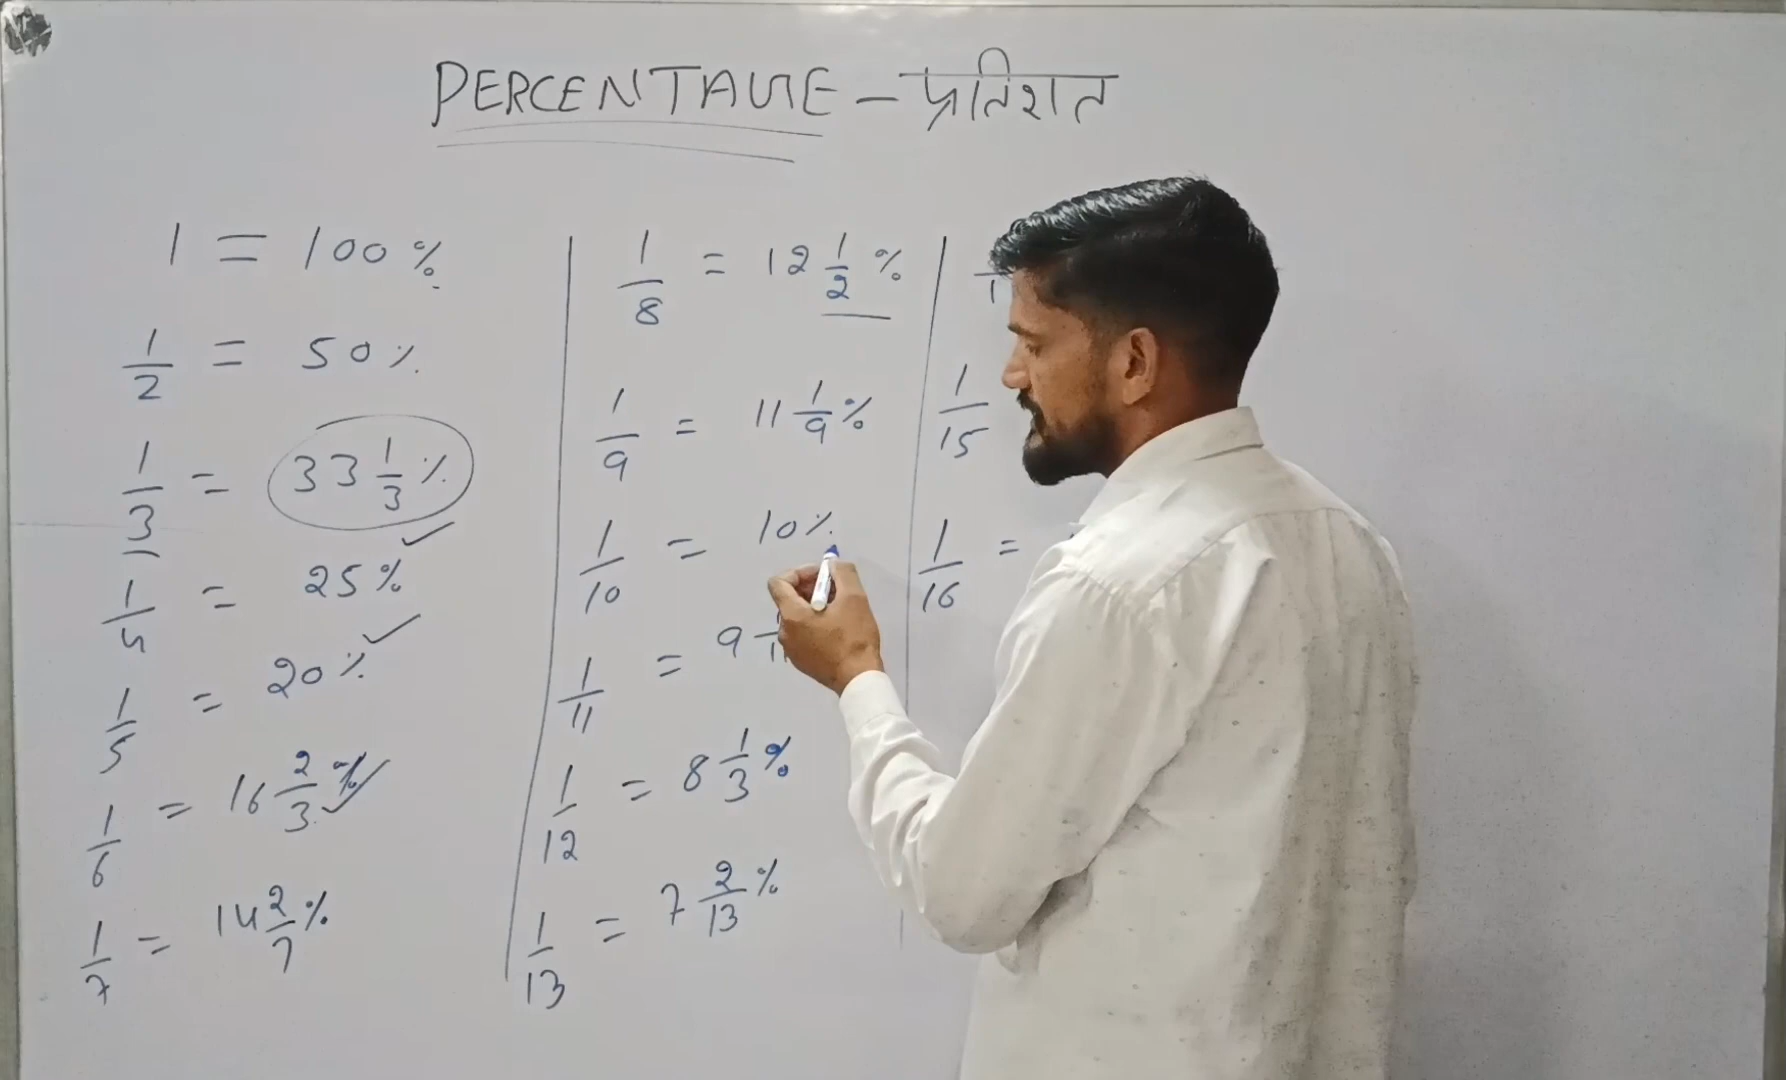 PERCENTAGE - प्रतिशत
1 = 100%
1/2 = 50%
1/3 = 33 1/3%
1/4 = 25%
1/5 = 20%
1/6 = 16 2/3%
1/7 = 14 2/7%
1/8 = 12 1/2%
1/9 = 11 1/9%
1/10 = 10%
1/11 = 9
1/12 = 8 1/3%
1/13 = 7 2/13%
1/15
1/16 =